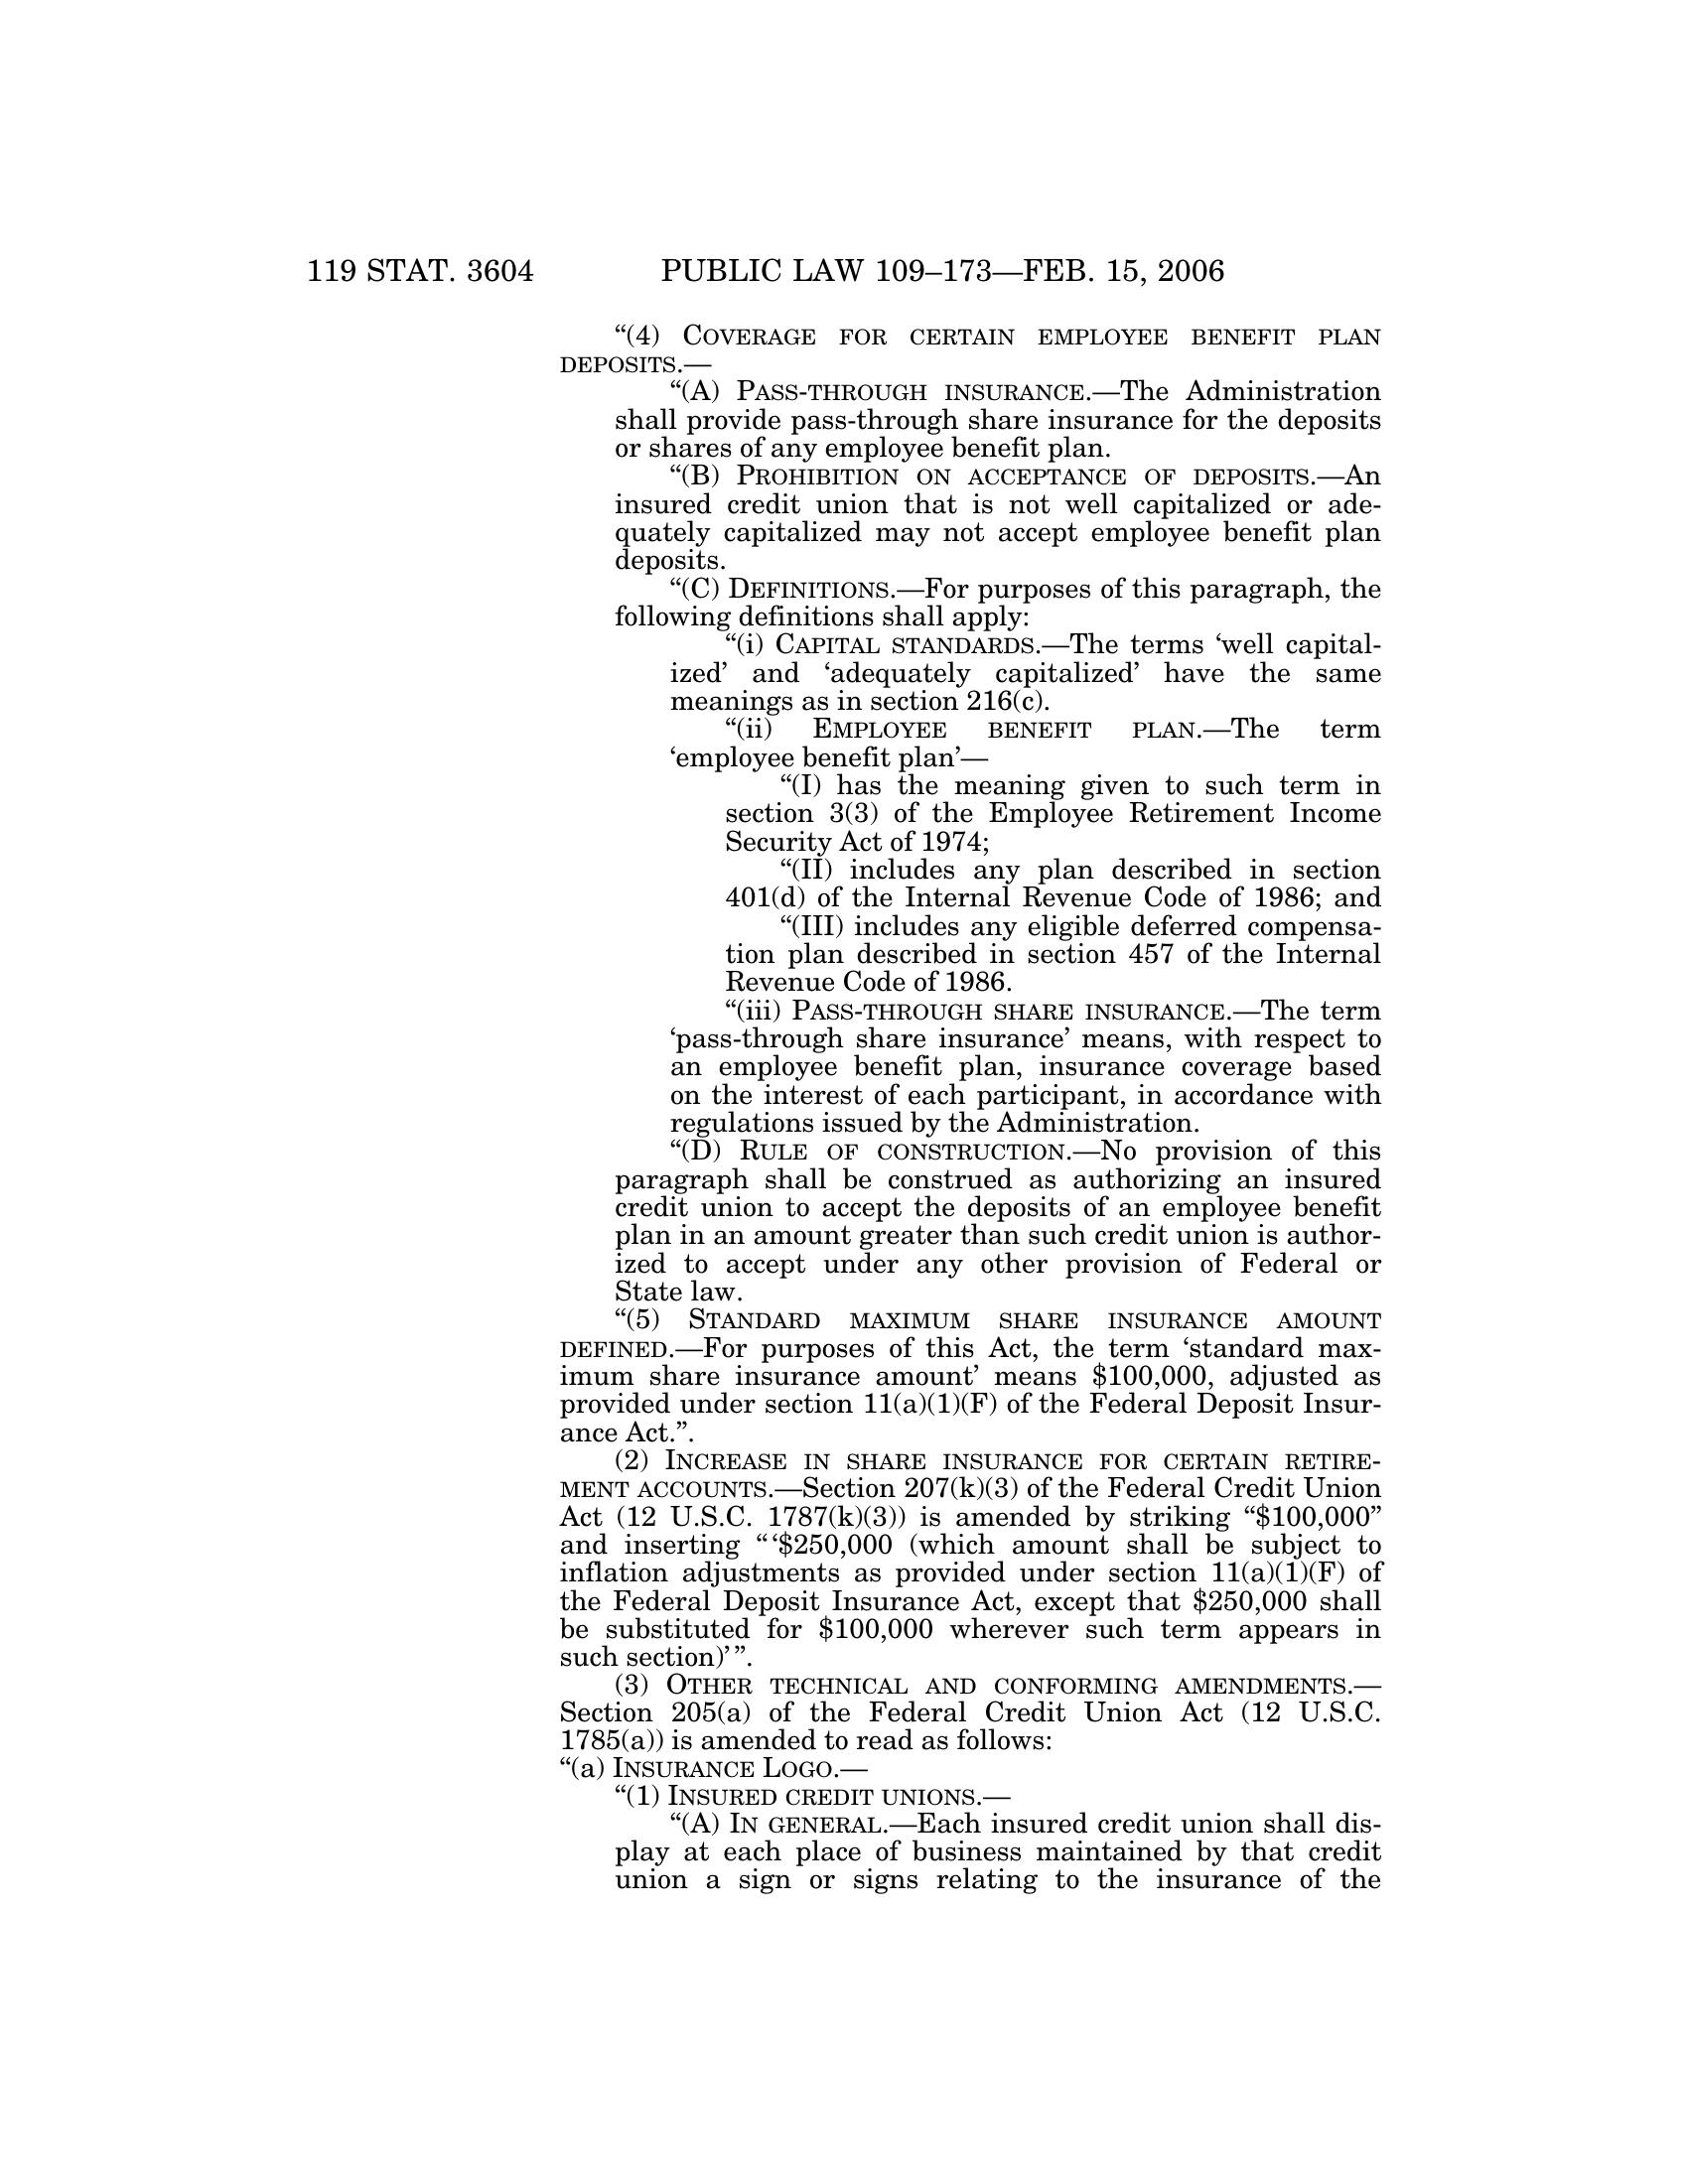 119 STAT. 3604 PUBLIC LAW 109–173—FEB. 15, 2006
“(4) COVERAGE FOR CERTAIN EMPLOYEE BENEFIT PLAN
DEPOSITS.—
“(A) PASS-THROUGH INSURANCE.—The Administration
shall provide pass-through share insurance for the deposits
or shares of any employee benefit plan.
“(B) PROHIBITION ON ACCEPTANCE OF DEPOSITS.—An
insured credit union that is not well capitalized or ade-
quately capitalized may not accept employee benefit plan
deposits.
“(C) DEFINITIONS.—For purposes of this paragraph, the
following definitions shall apply:
“(i) CAPITAL STANDARDS.—The terms ‘well capital-
ized’ and ‘adequately capitalized’ have the same
meanings as in section 216(c).
“(ii) EMPLOYEE BENEFIT PLAN.—The term
‘employee benefit plan’—
“(I) has the meaning given to such term in
section 3(3) of the Employee Retirement Income
Security Act of 1974;
“(II) includes any plan described in section
401(d) of the Internal Revenue Code of 1986; and
“(III) includes any eligible deferred compensa-
tion plan described in section 457 of the Internal
Revenue Code of 1986.
“(iii) PASS-THROUGH SHARE INSURANCE.—The term
‘pass-through share insurance’ means, with respect to
an employee benefit plan, insurance coverage based
on the interest of each participant, in accordance with
regulations issued by the Administration.
“(D) RULE OF CONSTRUCTION.—No provision of this
paragraph shall be construed as authorizing an insured
credit union to accept the deposits of an employee benefit
plan in an amount greater than such credit union is author-
ized to accept under any other provision of Federal or
State law.
“(5) STANDARD MAXIMUM SHARE INSURANCE AMOUNT
DEFINED.—For purposes of this Act, the term ‘standard max-
imum share insurance amount’ means $100,000, adjusted as
provided under section 11(a)(1)(F) of the Federal Deposit Insur-
ance Act.”.
(2) INCREASE IN SHARE INSURANCE FOR CERTAIN RETIRE-
MENT ACCOUNTS.—Section 207(k)(3) of the Federal Credit Union
Act (12 U.S.C. 1787(k)(3)) is amended by striking “$100,000”
and inserting “ ‘$250,000 (which amount shall be subject to
inflation adjustments as provided under section 11(a)(1)(F) of
the Federal Deposit Insurance Act, except that $250,000 shall
be substituted for $100,000 wherever such term appears in
such section)’ ”.
(3) OTHER TECHNICAL AND CONFORMING AMENDMENTS.—
Section 205(a) of the Federal Credit Union Act (12 U.S.C.
1785(a)) is amended to read as follows:
“(a) INSURANCE LOGO.—
“(1) INSURED CREDIT UNIONS.—
“(A) IN GENERAL.—Each insured credit union shall dis-
play at each place of business maintained by that credit
union a sign or signs relating to the insurance of the